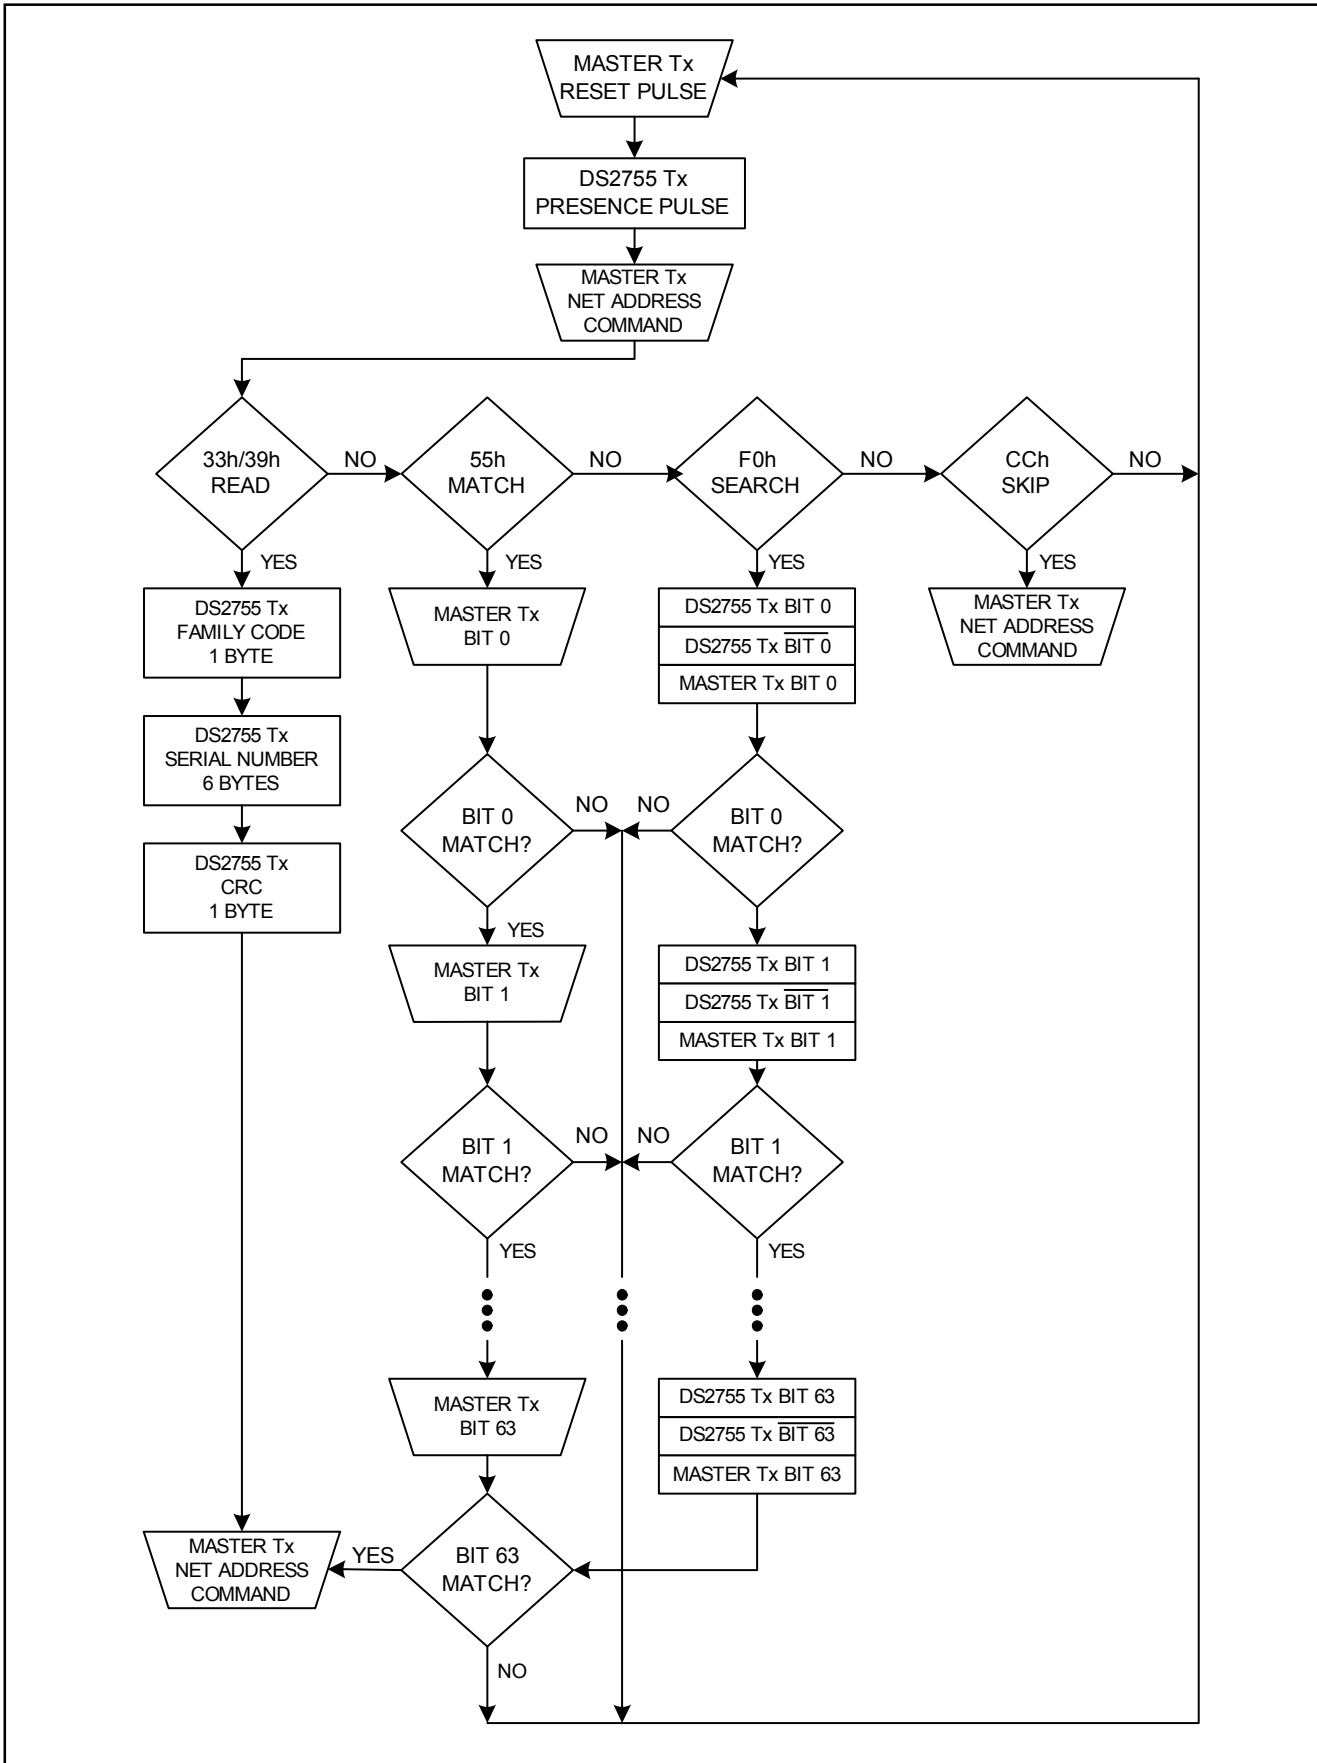 MASTER Tx
RESET PULSE
DS2755 Tx
PRESENCE PULSE
MASTER Tx
NET ADDRESS
COMMAND
33h/39h
READ
NO
55h
MATCH
NO
F0h
SEARCH
NO
CCh
SKIP
NO
YES
YES
YES
YES
DS2755 Tx
FAMILY CODE
1 BYTE
MASTER Tx
BIT 0
DS2755 Tx BIT 0
DS2755 Tx B̅I̅T̅ ̅0̅
MASTER Tx BIT 0
MASTER Tx
NET ADDRESS
COMMAND
DS2755 Tx
SERIAL NUMBER
6 BYTES
BIT 0
MATCH?
NO
NO
BIT 0
MATCH?
DS2755 Tx
CRC
1 BYTE
YES
MASTER Tx
BIT 1
DS2755 Tx BIT 1
DS2755 Tx B̅I̅T̅ ̅1̅
MASTER Tx BIT 1
BIT 1
MATCH?
NO
NO
BIT 1
MATCH?
YES
YES
MASTER Tx
BIT 63
DS2755 Tx BIT 63
DS2755 Tx B̅I̅T̅ ̅6̅3̅
MASTER Tx BIT 63
MASTER Tx
NET ADDRESS
COMMAND
YES
BIT 63
MATCH?
NO